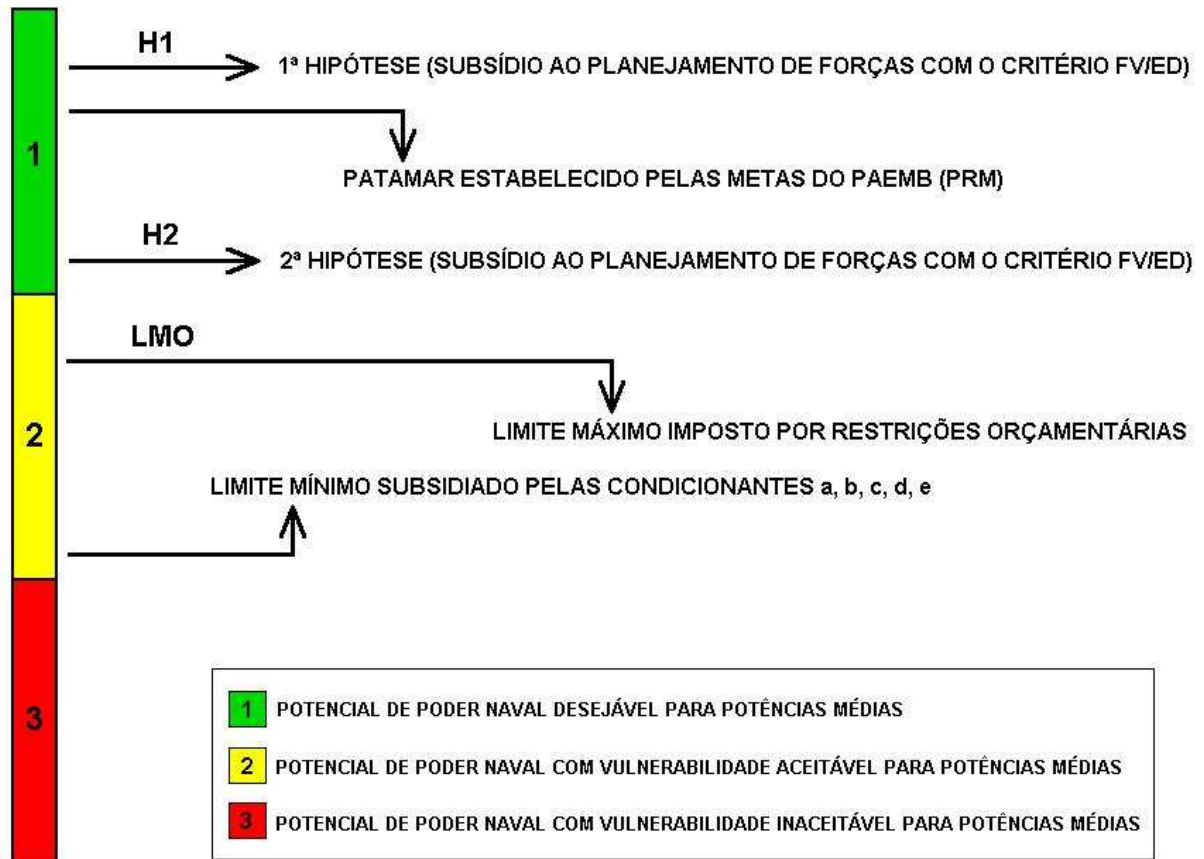 H1
1ª HIPÓTESE (SUBSÍDIO AO PLANEJAMENTO DE FORÇAS COM O CRITÉRIO FV/ED)
1
PATAMAR ESTABELECIDO PELAS METAS DO PAEMB (PRM)
H2
2ª HIPÓTESE (SUBSÍDIO AO PLANEJAMENTO DE FORÇAS COM O CRITÉRIO FV/ED)
LMO
2
LIMITE MÁXIMO IMPOSTO POR RESTRIÇÕES ORÇAMENTÁRIAS
LIMITE MÍNIMO SUBSIDIADO PELAS CONDICIONANTES a, b, c, d, e
3
1 POTENCIAL DE PODER NAVAL DESEJÁVEL PARA POTÊNCIAS MÉDIAS
2 POTENCIAL DE PODER NAVAL COM VULNERABILIDADE ACEITÁVEL PARA POTÊNCIAS MÉDIAS
3 POTENCIAL DE PODER NAVAL COM VULNERABILIDADE INACEITÁVEL PARA POTÊNCIAS MÉDIAS